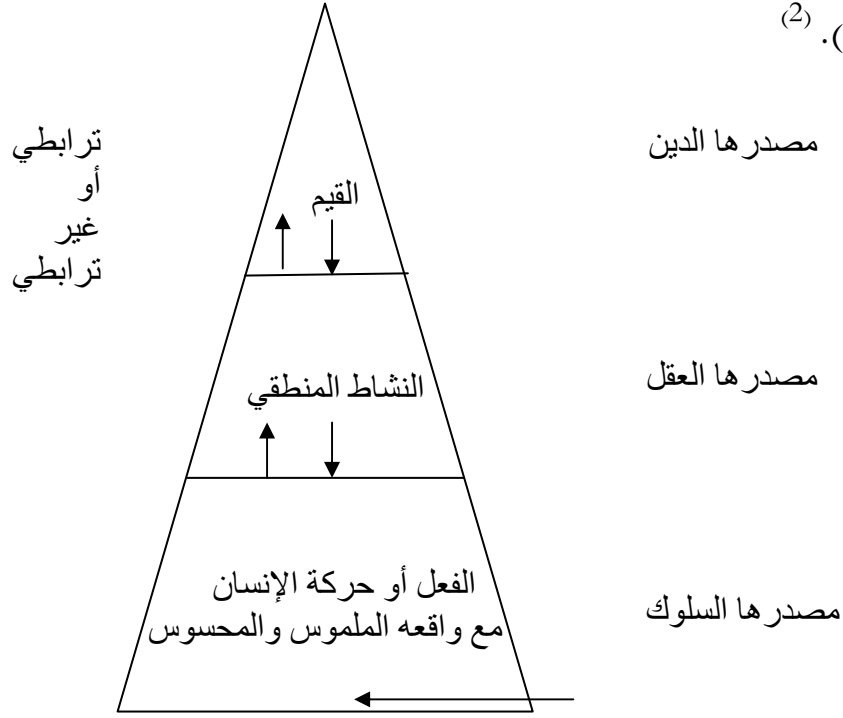 ). (2)
مصدرها الدين
ترابطي
أو
غير
ترابطي
القيم
مصدرها العقل
النشاط المنطقي
مصدرها السلوك
الفعل أو حركة الإنسان
مع واقعه الملموس والمحسوس